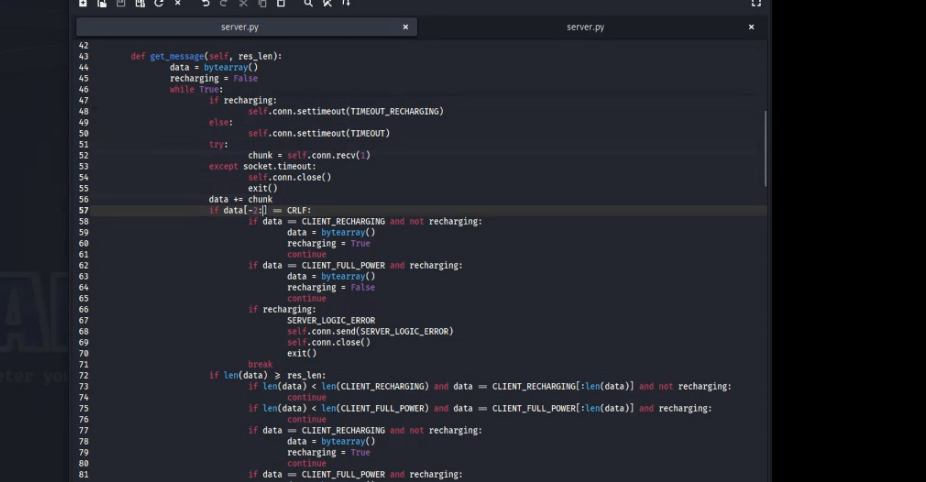 server.py × server.py ×
42
43 def get_message(self, res_len):
44 data = bytearray()
45 recharging = False
46 while True:
47 if recharging:
48 self.conn.settimeout(TIMEOUT_RECHARGING)
49 else:
50 self.conn.settimeout(TIMEOUT)
51 try:
52 chunk = self.conn.recv(1)
53 except socket.timeout:
54 self.conn.close()
55 exit()
56 data += chunk
57 if data[-2:] == CRLF:
58 if data == CLIENT_RECHARGING and not recharging:
59 data = bytearray()
60 recharging = True
61 continue
62 if data == CLIENT_FULL_POWER and recharging:
63 data = bytearray()
64 recharging = False
65 continue
66 if recharging:
67 SERVER_LOGIC_ERROR
68 self.conn.send(SERVER_LOGIC_ERROR)
69 self.conn.close()
70 exit()
71 break
72 if len(data) ≥ res_len:
73 if len(data) < len(CLIENT_RECHARGING) and data == CLIENT_RECHARGING[:len(data)] and not recharging:
74 continue
75 if len(data) < len(CLIENT_FULL_POWER) and data == CLIENT_FULL_POWER[:len(data)] and recharging:
76 continue
77 if data == CLIENT_RECHARGING and not recharging:
78 data = bytearray()
79 recharging = True
80 continue
81 if data == CLIENT_FULL_POWER and recharging: